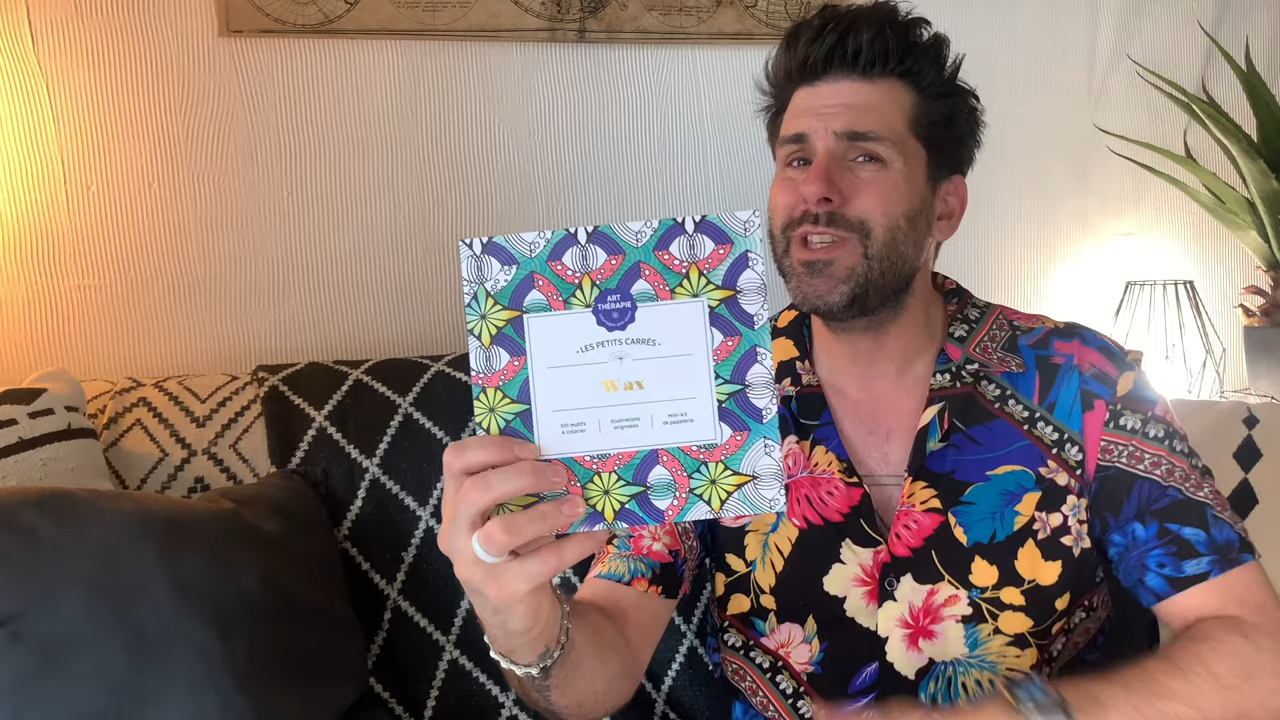 ART
THÉRAPIE
• LES PETITS CARRÉS •
Wax
100 motifs
à colorier
Illustrations
originales
Mini-kit
de papeterie